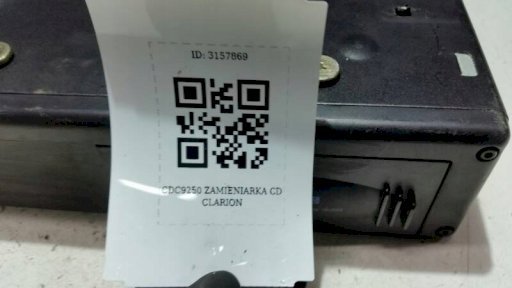 ID: 3157869
CDC9250 ZAMIENIARKA CD
CLARION